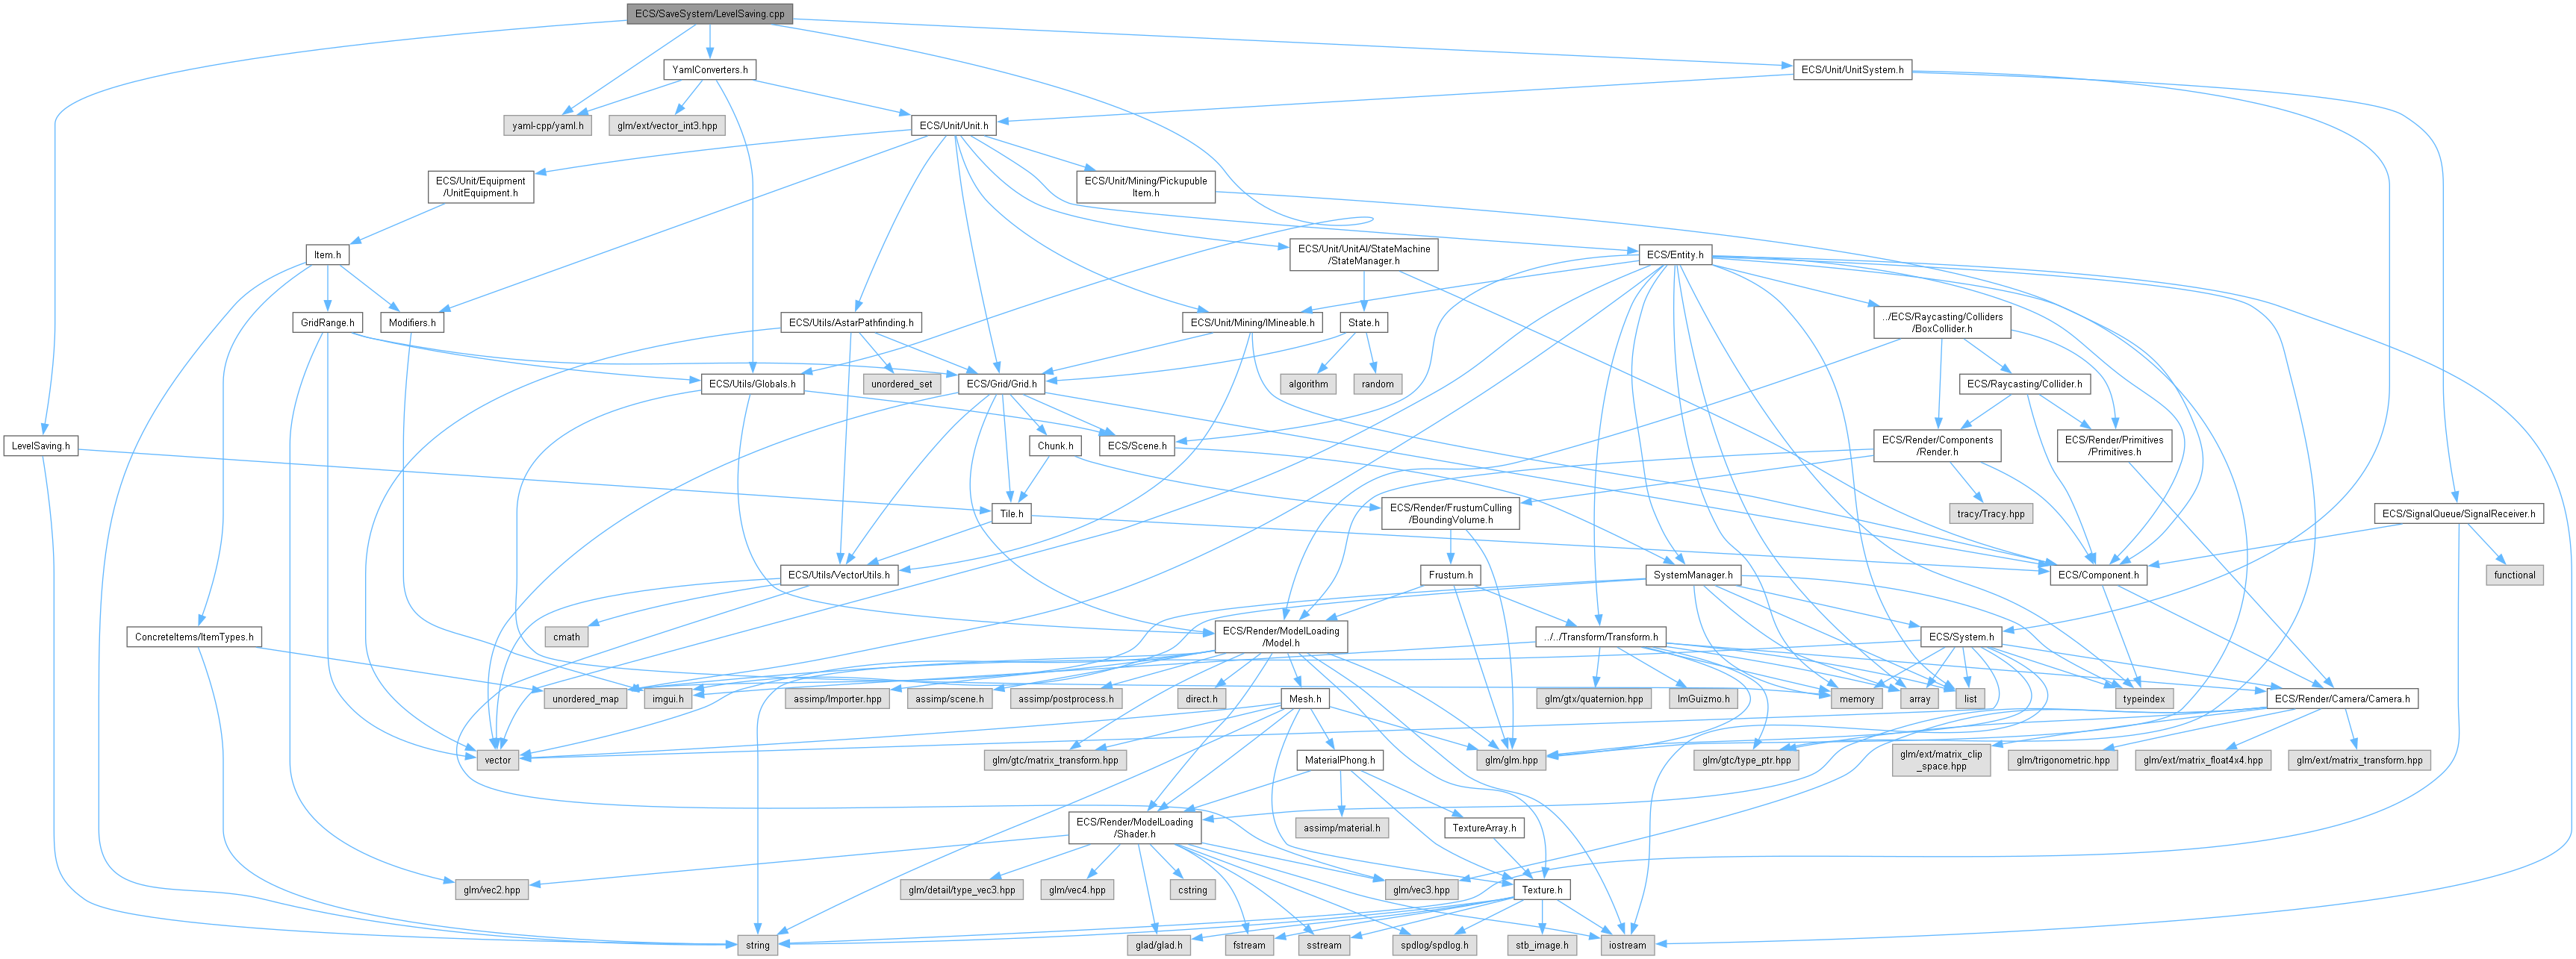 ECS/SaveSystem/LevelSaving.cpp
YamlConverters.h
ECS/Unit/UnitSystem.h
yaml-cpp/yaml.h
glm/ext/vector_int3.hpp
ECS/Unit/Unit.h
ECS/Unit/Equipment
/UnitEquipment.h
ECS/Unit/Mining/Pickupuble
Item.h
Item.h
ECS/Unit/UnitAI/StateMachine
/StateManager.h
ECS/Entity.h
GridRange.h
Modifiers.h
ECS/Utils/AstarPathfinding.h
ECS/Unit/Mining/IMineable.h
State.h
../ECS/Raycasting/Colliders
/BoxCollider.h
ECS/Utils/Globals.h
unordered_set
ECS/Grid/Grid.h
algorithm
random
ECS/Raycasting/Collider.h
LevelSaving.h
Chunk.h
ECS/Scene.h
ECS/Render/Components
/Render.h
ECS/Render/Primitives
/Primitives.h
Tile.h
ECS/Render/FrustumCulling
/BoundingVolume.h
tracy/Tracy.hpp
ECS/SignalQueue/SignalReceiver.h
ECS/Utils/VectorUtils.h
Frustum.h
SystemManager.h
ECS/Component.h
functional
ConcreteItems/ItemTypes.h
cmath
ECS/Render/ModelLoading
/Model.h
../../Transform/Transform.h
ECS/System.h
unordered_map
imgui.h
assimp/Importer.hpp
assimp/scene.h
assimp/postprocess.h
direct.h
Mesh.h
glm/gtx/quaternion.hpp
ImGuizmo.h
memory
array
list
ECS/Render/Camera/Camera.h
typeindex
vector
glm/gtc/matrix_transform.hpp
MaterialPhong.h
glm/glm.hpp
glm/gtc/type_ptr.hpp
glm/ext/matrix_clip
_space.hpp
glm/trigonometric.hpp
glm/ext/matrix_float4x4.hpp
glm/ext/matrix_transform.hpp
ECS/Render/ModelLoading
/Shader.h
assimp/material.h
TextureArray.h
glm/vec2.hpp
glm/detail/type_vec3.hpp
glm/vec4.hpp
cstring
glm/vec3.hpp
Texture.h
string
glad/glad.h
fstream
sstream
spdlog/spdlog.h
stb_image.h
iostream